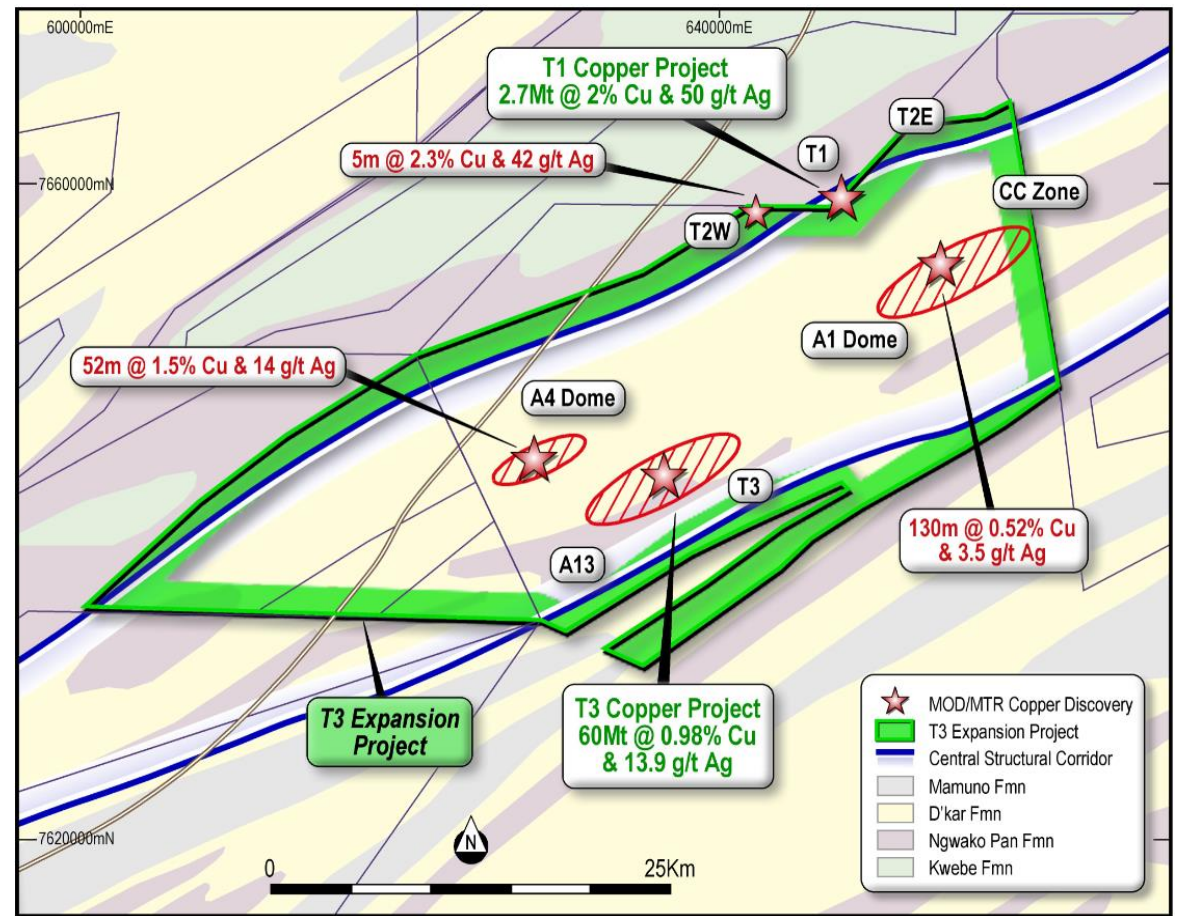 600000mE
640000mE
T1 Copper Project
2.7Mt @ 2% Cu & 50 g/t Ag
T2E
5m @ 2.3% Cu & 42 g/t Ag
T1
7660000mN
CC Zone
T2W
A1 Dome
52m @ 1.5% Cu & 14 g/t Ag
A4 Dome
T3
130m @ 0.52% Cu
& 3.5 g/t Ag
A13
T3 Expansion
Project
T3 Copper Project
60Mt @ 0.98% Cu
& 13.9 g/t Ag
MOD/MTR Copper Discovery
T3 Expansion Project
Central Structural Corridor
Mamuno Fmn
D'kar Fmn
Ngwako Pan Fmn
Kwebe Fmn
7620000mN
N
0
25Km